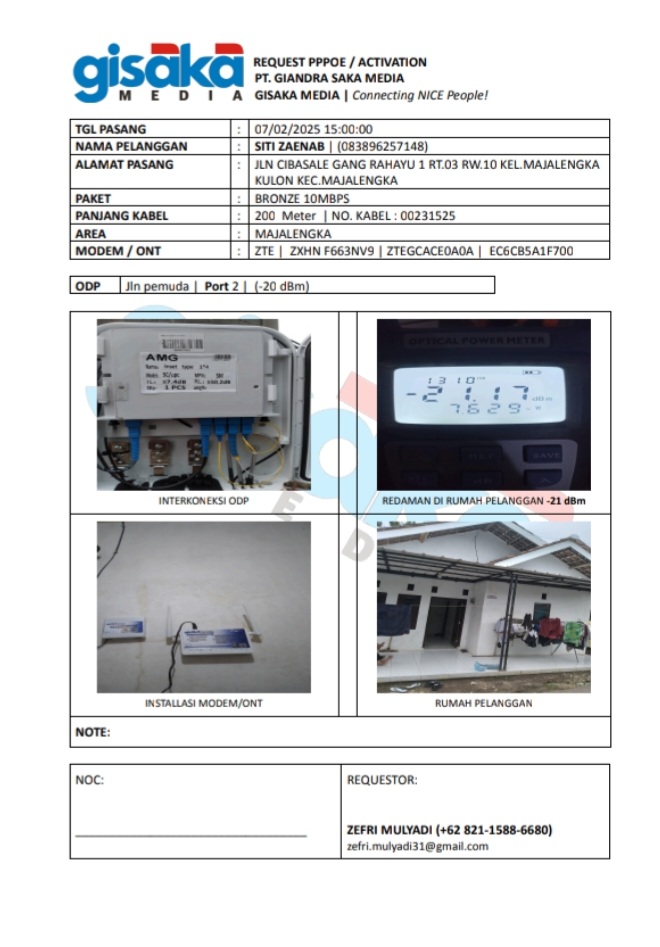 gisaka
MEDIA
REQUEST PPPOE / ACTIVATION
PT. GIANDRA SAKA MEDIA
GISAKA MEDIA | Connecting NICE People!
TGL PASANG : 07/02/2025 15:00:00
NAMA PELANGGAN : SITI ZAENAB | (083896257148)
ALAMAT PASANG : JLN CIBASALE GANG RAHAYU 1 RT.03 RW.10 KEL.MAJALENGKA
KULON KEC.MAJALENGKA
PAKET : BRONZE 10MBPS
PANJANG KABEL : 200 Meter | NO. KABEL : 00231525
AREA : MAJALENGKA
MODEM / ONT : ZTE | ZXHN F663NV9 | ZTEGCACE0A0A | EC6CB5A1F700
ODP Jln pemuda | Port 2 | (-20 dBm)
AMG
1 PCS
OPTICAL POWER METER
1310
-21.17 dBm
7.629
SAVE
INTERKONEKSI ODP
REDAMAN DI RUMAH PELANGGAN -21 dBm
INSTALLASI MODEM/ONT
RUMAH PELANGGAN
NOTE:
NOC:
REQUESTOR:
ZEFRI MULYADI (+62 821-1588-6680)
zefri.mulyadi31@gmail.com